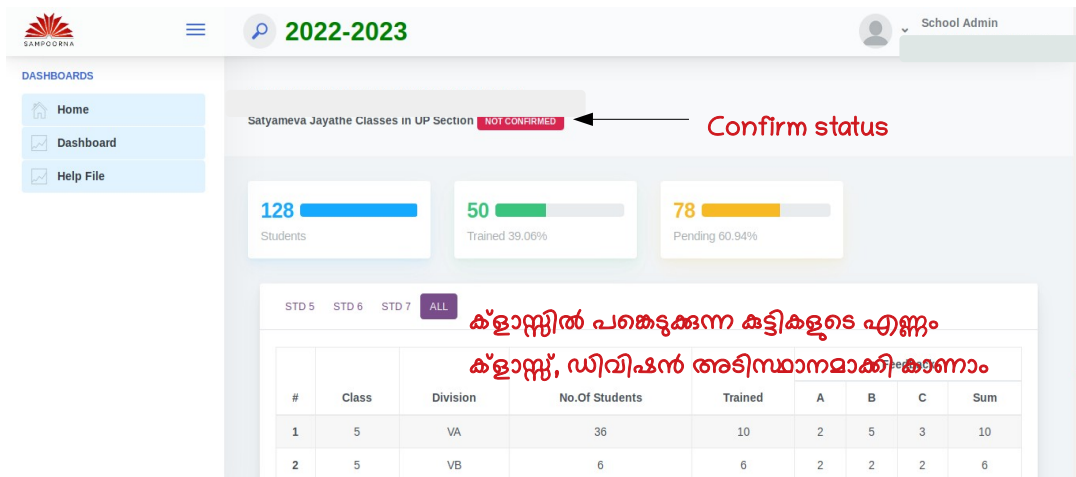 SAMPOORNA
2022-2023
School Admin
DASHBOARDS
Home
Dashboard
Help File
Satyameva Jayathe Classes in UP Section NOT CONFIRMED
Confirm status
128
Students
50
Trained 39.06%
78
Pending 60.94%
STD 5 STD 6 STD 7 ALL
ക്ളാസ്സിൽ പങ്കെടുക്കുന്ന കുട്ടികളുടെ എണ്ണം
ക്ളാസ്സ്, ഡിവിഷൻ അടിസ്ഥാനമാക്കി കാണാം
# Class Division No.Of Students Trained A B C Sum
1 5 VA 36 10 2 5 3 10
2 5 VB 6 6 2 2 2 6